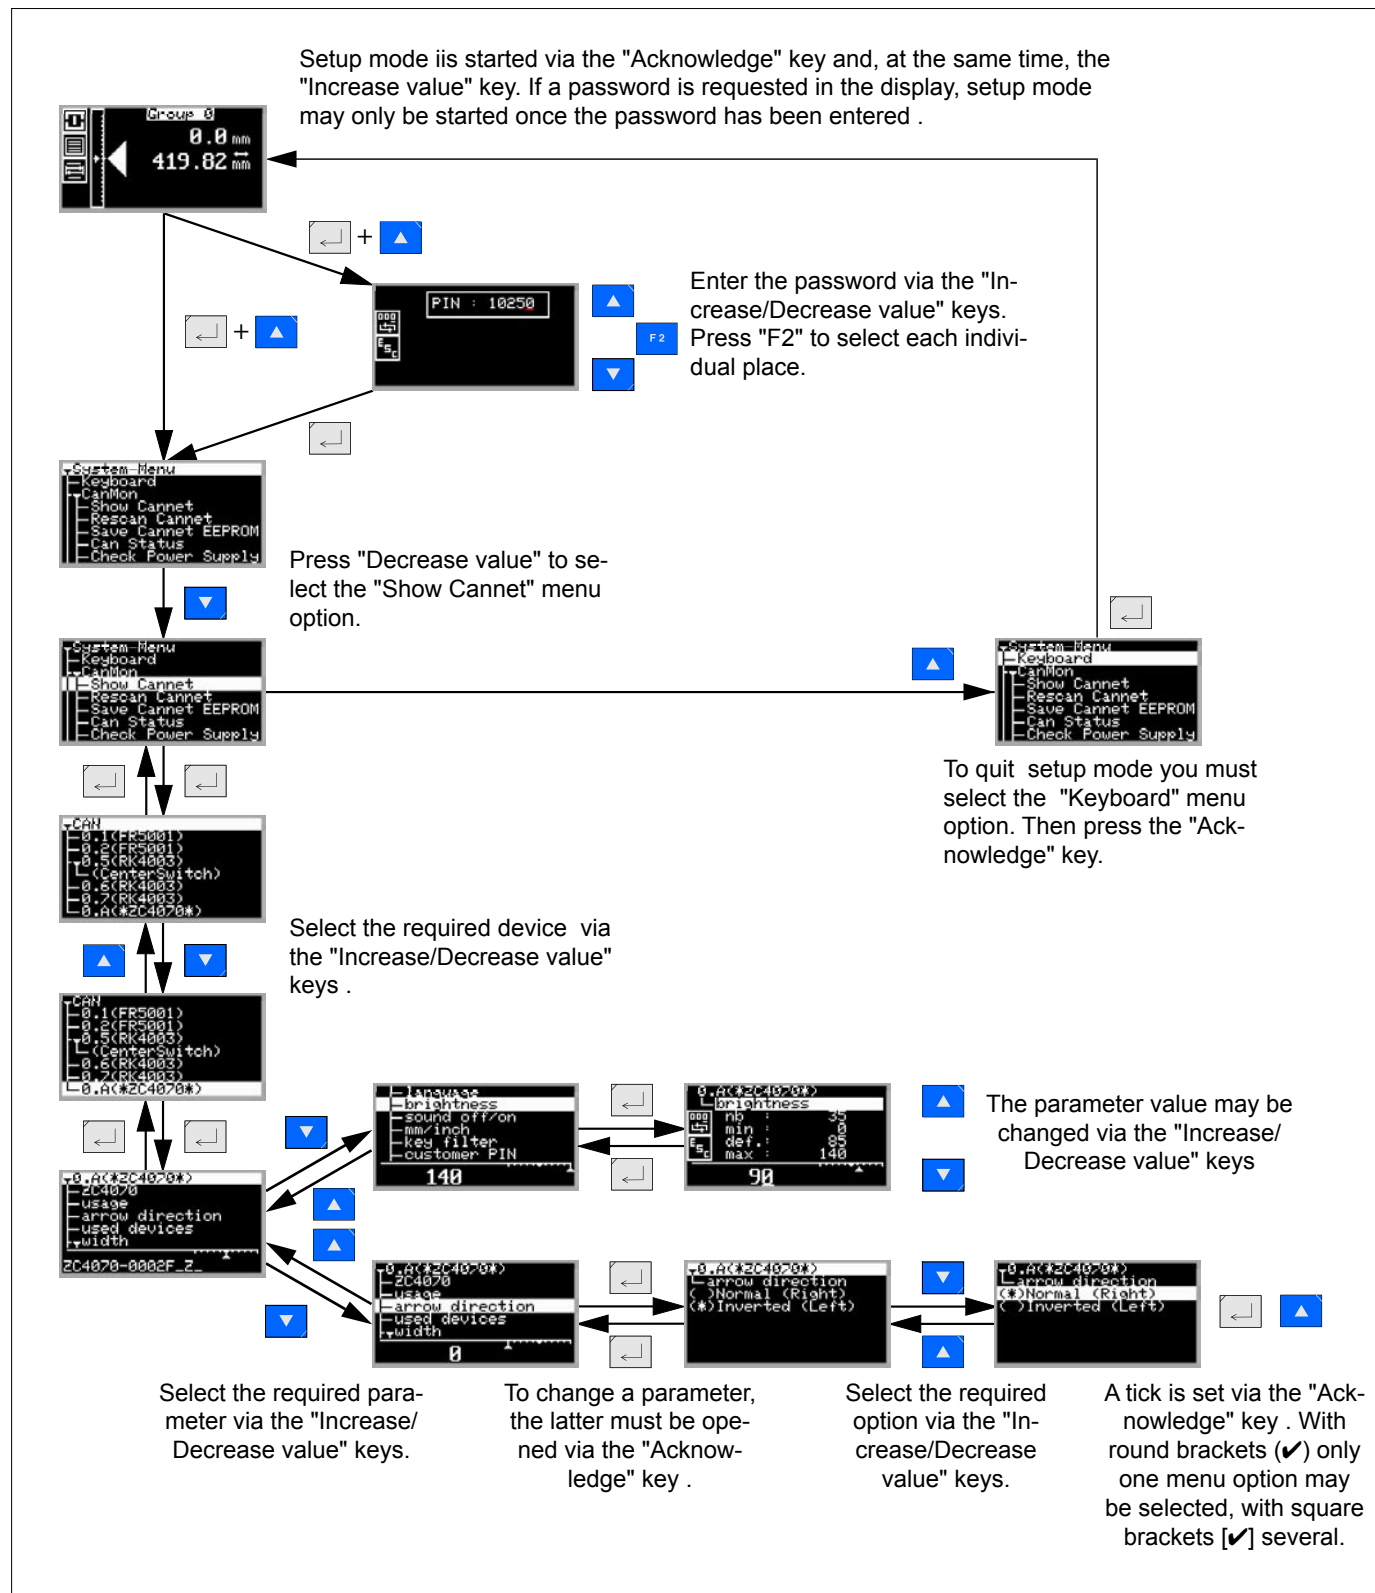 Setup mode iis started via the "Acknowledge" key and, at the same time, the
"Increase value" key. If a password is requested in the display, setup mode
may only be started once the password has been entered .
Group 0
0.0 mm
419.82 mm
+
+
PIN : 10250
Esc
F2
Enter the password via the "In-
crease/Decrease value" keys.
Press "F2" to select each indivi-
dual place.
System-Menu
Keyboard
CanMon
Show Cannet
Rescan Cannet
Save Cannet EEPROM
Can Status
Check Power Supply
Press "Decrease value" to se-
lect the "Show Cannet" menu
option.
System-Menu
Keyboard
CanMon
Show Cannet
Rescan Cannet
Save Cannet EEPROM
Can Status
Check Power Supply
System-Menu
Keyboard
CanMon
Show Cannet
Rescan Cannet
Save Cannet EEPROM
Can Status
Check Power Supply
To quit setup mode you must
select the "Keyboard" menu
option. Then press the "Ack-
nowledge" key.
CAN
0.1(FR5001)
0.2(FR5001)
0.5(RK4003)
(CenterSwitch)
0.6(RK4003)
0.7(RK4003)
0.A(*ZC4070*)
Select the required device via
the "Increase/Decrease value"
keys .
CAN
0.1(FR5001)
0.2(FR5001)
0.5(RK4003)
(CenterSwitch)
0.6(RK4003)
0.7(RK4003)
0.A(*ZC4070*)
language
brightness
sound off/on
mm/inch
key filter
customer PIN
140
0.A(*ZC4070*)
brightness
nb : 35
min : 0
def.: 85
max : 140
Esc
90
The parameter value may be
changed via the "Increase/
Decrease value" keys
0.A(*ZC4070*)
ZC4070
usage
arrow direction
used devices
width
ZC4070-0002F_Z_
0.A(*ZC4070*)
ZC4070
usage
arrow direction
used devices
width
0
0.A(*ZC4070*)
arrow direction
( )Normal (Right)
(*)Inverted (Left)
0.A(*ZC4070*)
arrow direction
(*)Normal (Right)
( )Inverted (Left)
Select the required para-
meter via the "Increase/
Decrease value" keys.
To change a parameter,
the latter must be ope-
ned via the "Acknow-
ledge" key .
Select the required
option via the "In-
crease/Decrease
value" keys.
A tick is set via the "Ack-
nowledge" key . With
round brackets (✔) only
one menu option may
be selected, with square
brackets [✔] several.